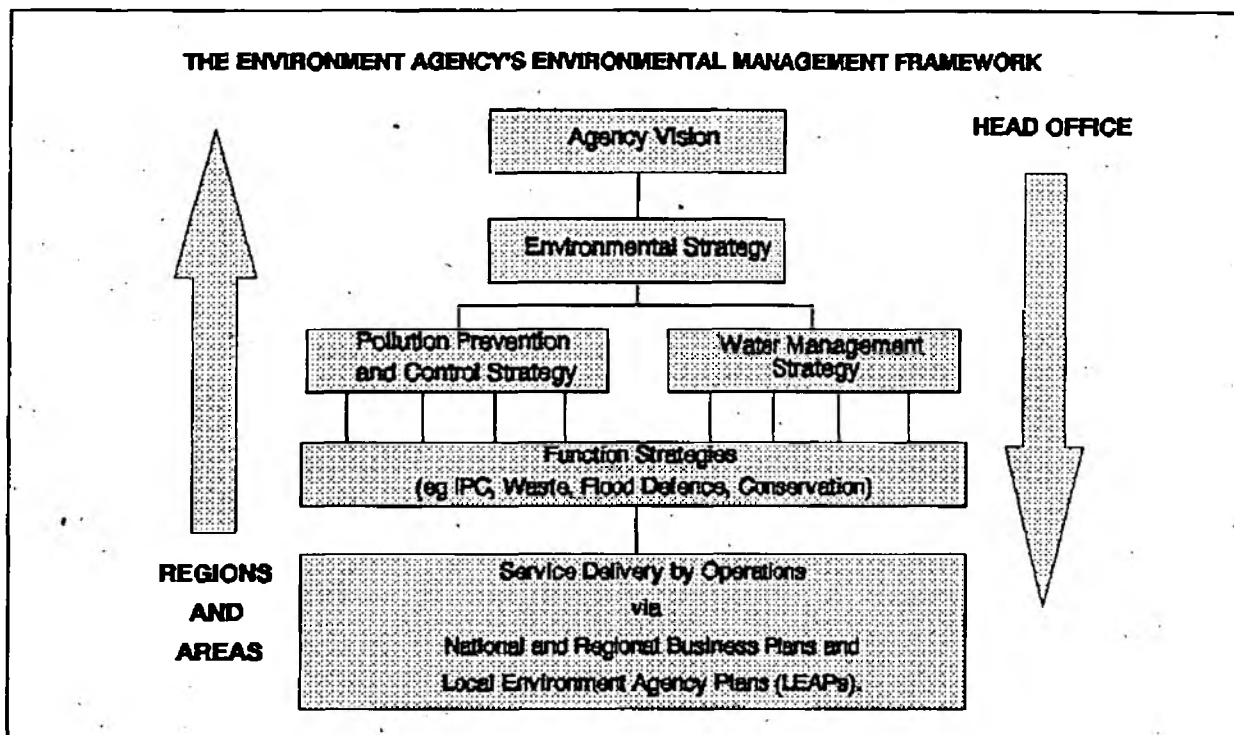 THE ENVIRONMENT AGENCY'S ENVIRONMENTAL MANAGEMENT FRAMEWORK
HEAD OFFICE
Agency Vision
Environmental Strategy
Pollution Prevention
and Control Strategy
Water Management
Strategy
Function Strategies
(eg IPC, Waste, Flood Defence, Conservation)
REGIONS
AND
AREAS
Service Delivery by Operations
via
National and Regional Business Plans and
Local Environment Agency Plans (LEAPs).